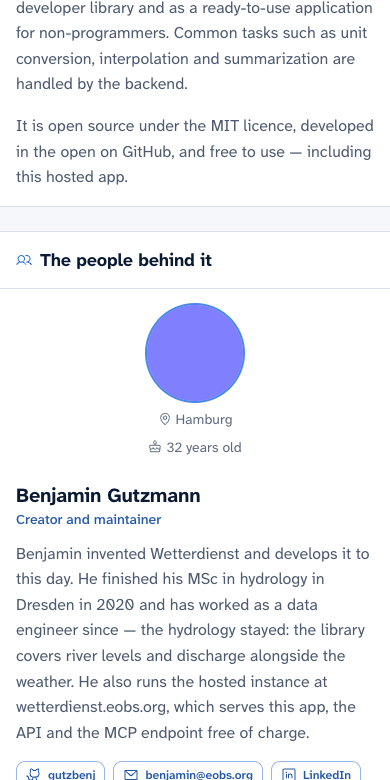 developer library and as a ready-to-use application
for non-programmers. Common tasks such as unit
conversion, interpolation and summarization are
handled by the backend.
It is open source under the MIT licence, developed
in the open on GitHub, and free to use — including
this hosted app.
The people behind it
Hamburg
32 years old
Benjamin Gutzmann
Creator and maintainer
Benjamin invented Wetterdienst and develops it to
this day. He finished his MSc in hydrology in
Dresden in 2020 and has worked as a data
engineer since — the hydrology stayed: the library
covers river levels and discharge alongside the
weather. He also runs the hosted instance at
wetterdienst.eobs.org, which serves this app, the
API and the MCP endpoint free of charge.
gutzbenj benjamin@eobs.org LinkedIn